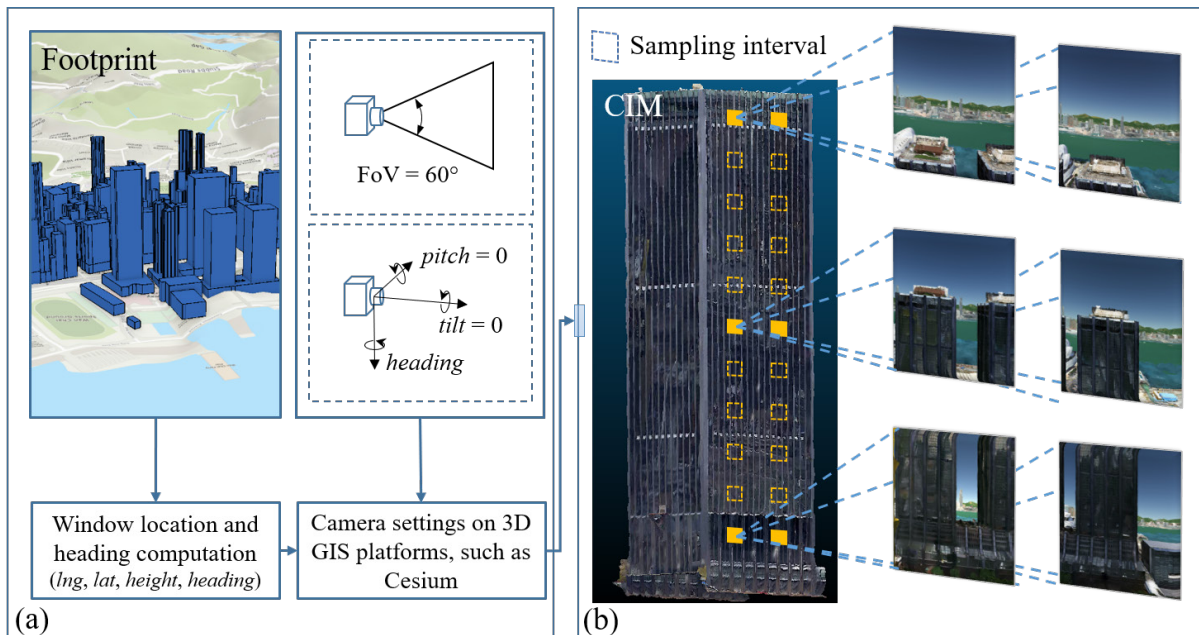 Footprint
FoV = 60°
pitch = 0
tilt = 0
heading
Window location and
heading computation
(lng, lat, height, heading)
Camera settings on 3D
GIS platforms, such as
Cesium
(a)
Sampling interval
CIM
(b)